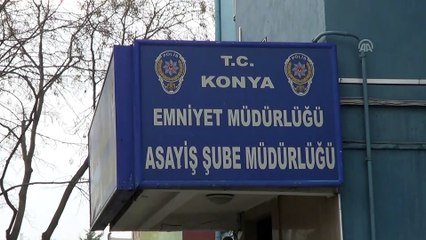 T.C.
KONYA
EMNİYET MÜDÜRLÜĞÜ
ASAYİŞ ŞUBE MÜDÜRLÜĞÜ